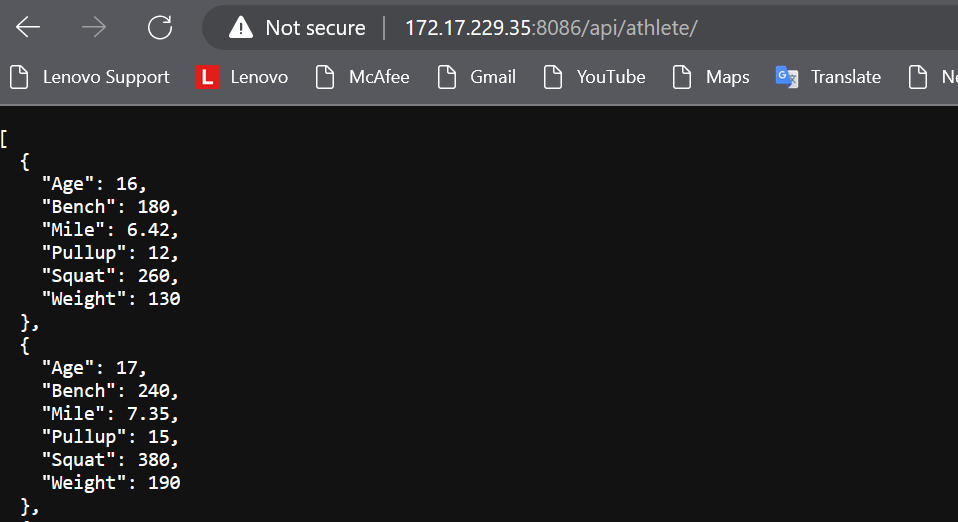 Not secure | 172.17.229.35:8086/api/athlete/
Lenovo Support L Lenovo McAfee Gmail YouTube Maps Translate
[
  {
    "Age": 16,
    "Bench": 180,
    "Mile": 6.42,
    "Pullup": 12,
    "Squat": 260,
    "Weight": 130
  },
  {
    "Age": 17,
    "Bench": 240,
    "Mile": 7.35,
    "Pullup": 15,
    "Squat": 380,
    "Weight": 190
  },